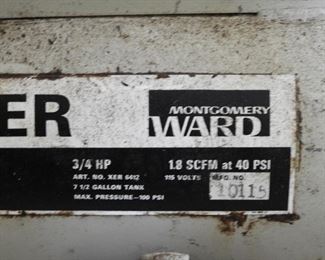 ER
MONTGOMERY
WARD
3/4 HP 1.8 SCFM at 40 PSI
ART. NO. XER 6412 115 VOLTS MFG. NO.
7 1/2 GALLON TANK 10115
MAX. PRESSURE-100 PSI